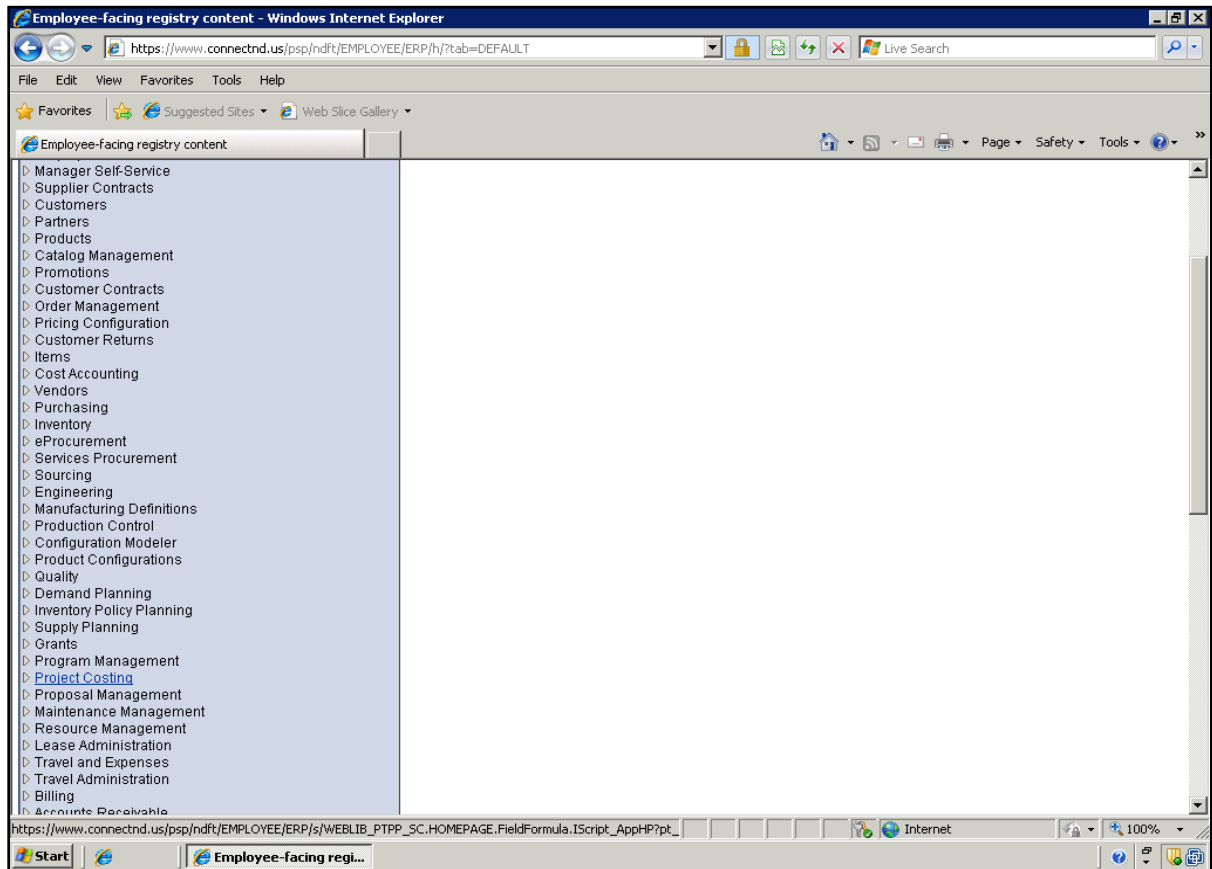 Employee-facing registry content - Windows Internet Explorer
https://www.connectnd.us/psp/ndft/EMPLOYEE/ERP/h/?tab=DEFAULT
Live Search
File Edit View Favorites Tools Help
Favorites Suggested Sites Web Slice Gallery
Employee-facing registry content
Page Safety Tools »
Manager Self-Service
Supplier Contracts
Customers
Partners
Products
Catalog Management
Promotions
Customer Contracts
Order Management
Pricing Configuration
Customer Returns
Items
Cost Accounting
Vendors
Purchasing
Inventory
eProcurement
Services Procurement
Sourcing
Engineering
Manufacturing Definitions
Production Control
Configuration Modeler
Product Configurations
Quality
Demand Planning
Inventory Policy Planning
Supply Planning
Grants
Program Management
Project Costing
Proposal Management
Maintenance Management
Resource Management
Lease Administration
Travel and Expenses
Travel Administration
Billing
Accounts Receivable
https://www.connectnd.us/psp/ndft/EMPLOYEE/ERP/s/WEBLIB_PTPP_SC.HOMEPAGE.FieldFormula.IScript_AppHP?pt_ Internet 100%
Start Employee-facing regi...